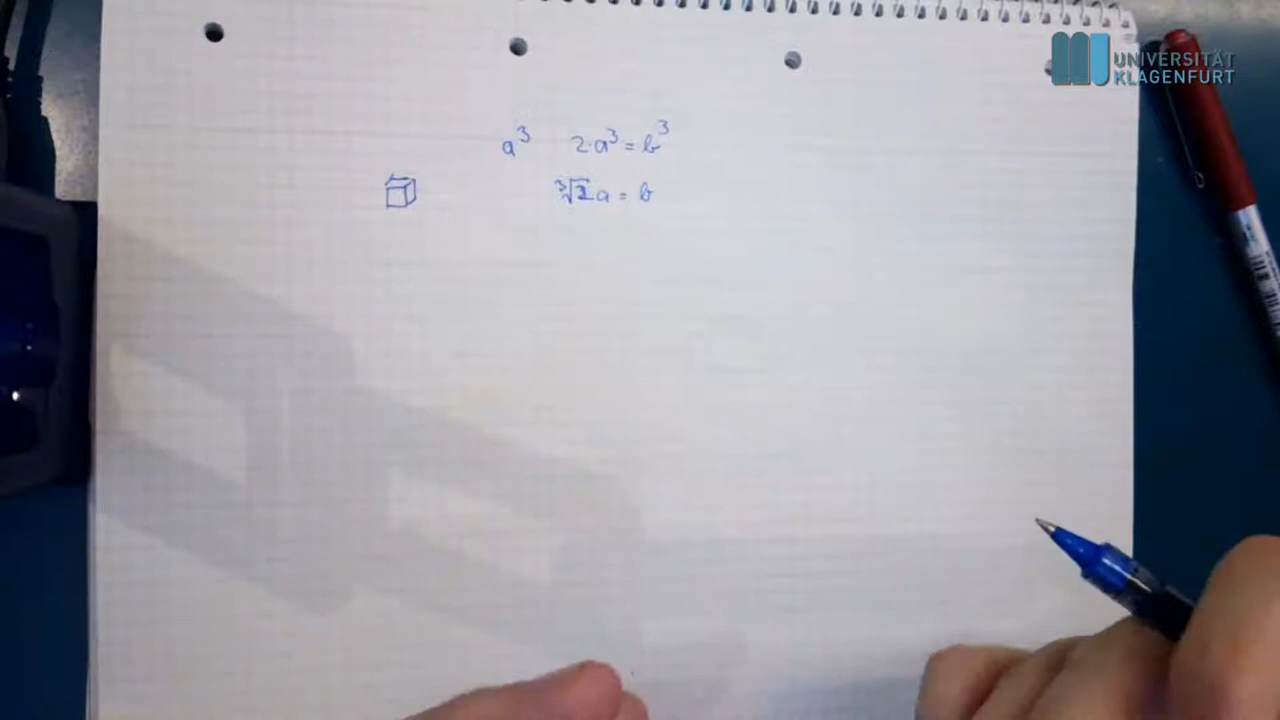 UNIVERSITÄT
KLAGENFURT
a³ 2·a³ = b³
∛2 a = b